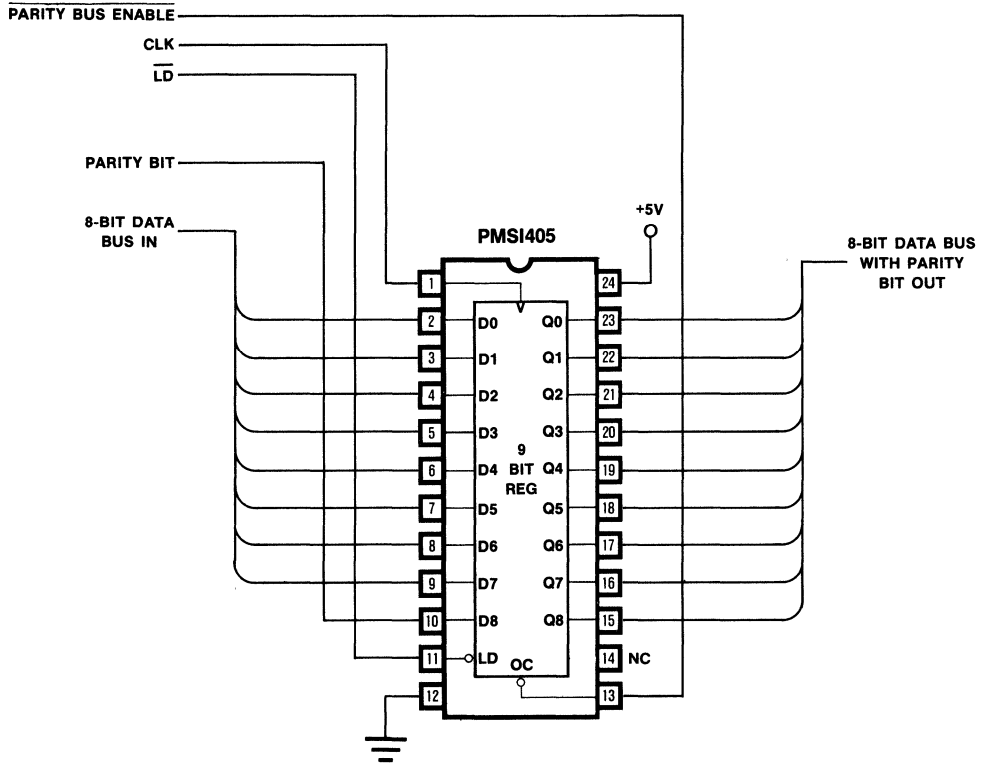 PARITY BUS ENABLE
CLK
LD
PARITY BIT
8-BIT DATA
BUS IN
+5V
PMSI405
8-BIT DATA BUS
WITH PARITY
BIT OUT
1 24
2 D0 Q0 23
3 D1 Q1 22
4 D2 Q2 21
5 D3 Q3 20
9
BIT
REG
6 D4 Q4 19
7 D5 Q5 18
8 D6 Q6 17
9 D7 Q7 16
10 D8 Q8 15
11 LD 14 NC
OC
12 13